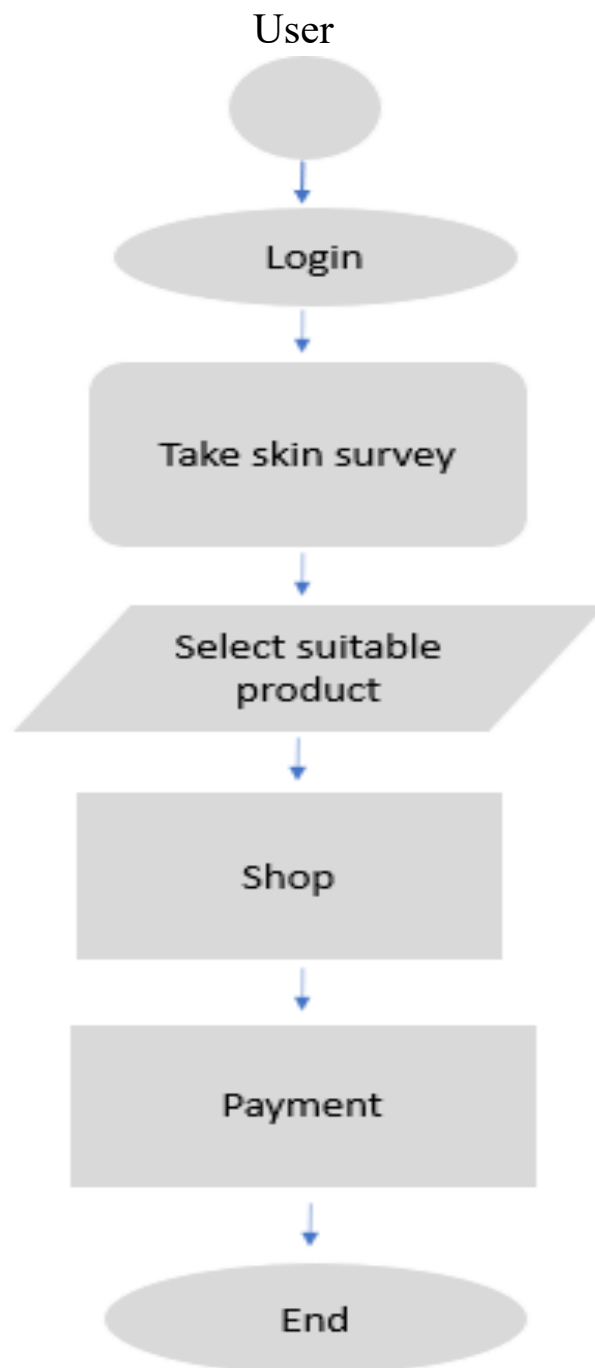 User
Login
Take skin survey
Select suitable
product
Shop
Payment
End